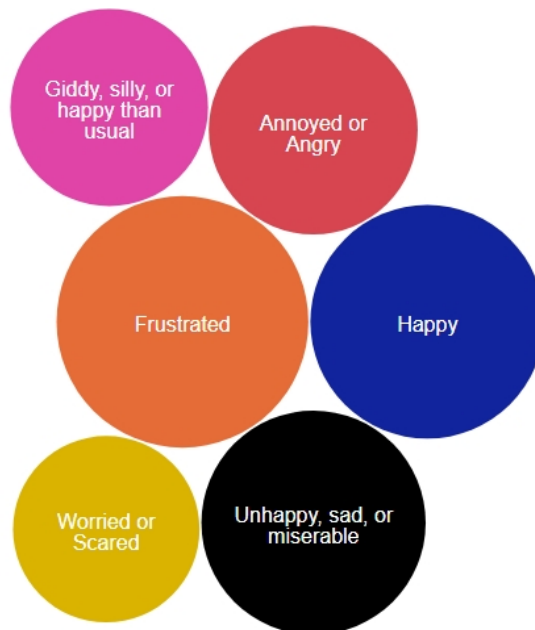 Giddy, silly, or
happy than
usual
Annoyed or
Angry
Frustrated
Happy
Worried or
Scared
Unhappy, sad, or
miserable